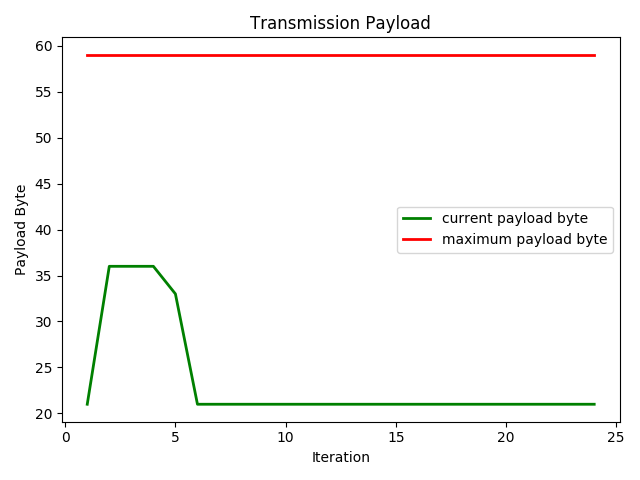 Transmission Payload
60
55
50
45
40
35
30
25
20
Payload Byte
current payload byte
maximum payload byte
0 5 10 15 20 25
Iteration